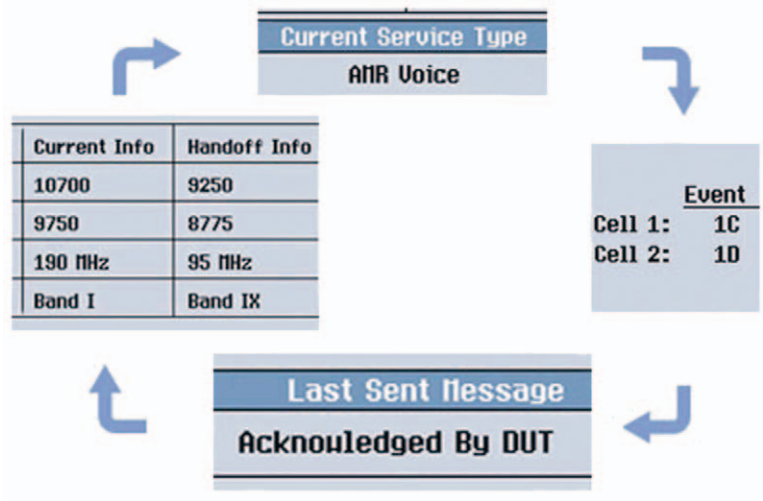 Current Service Type
AMR Voice
Current Info Handoff Info
10700 9250
9750 8775
190 MHz 95 MHz
Band I Band IX
Event
Cell 1: 1C
Cell 2: 1D
Last Sent Message
Acknowledged By DUT